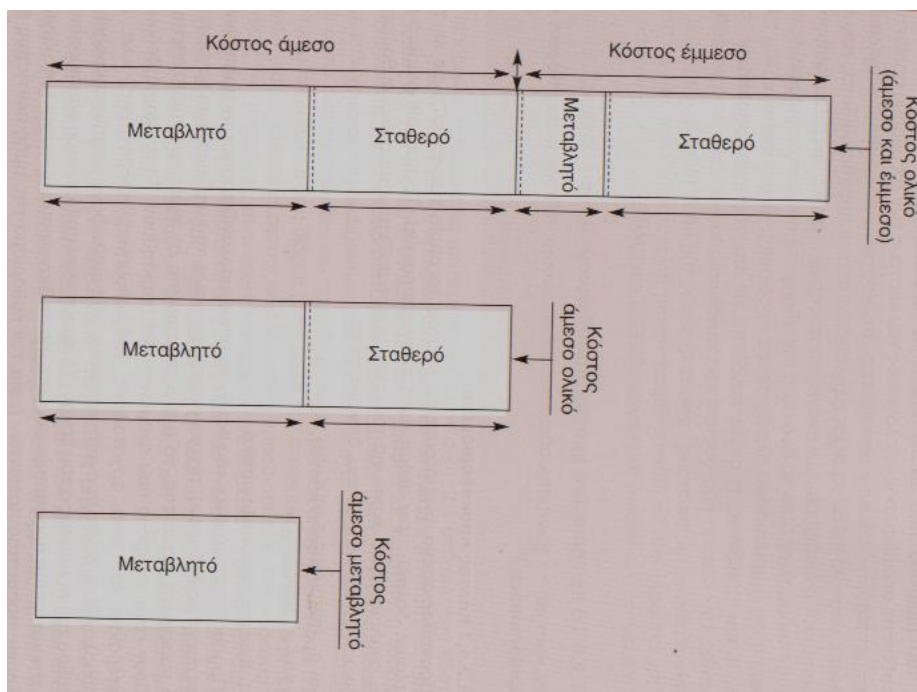 Κόστος άμεσο
Κόστος έμμεσο
Μεταβλητό
Σταθερό
Μεταβλητό
Σταθερό
Κόστος ολικό
(άμεσο και έμμεσο)
Μεταβλητό
Σταθερό
Κόστος
άμεσο ολικό
Μεταβλητό
Κόστος
άμεσο μεταβλητό